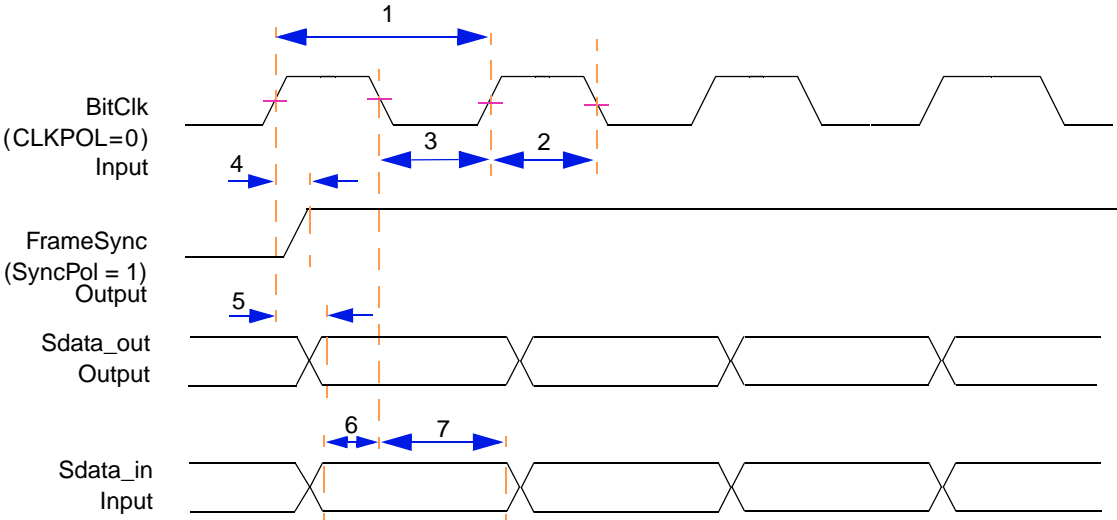 1
BitClk
(CLKPOL=0)
Input
3
2
4
FrameSync
(SyncPol = 1)
Output
5
Sdata_out
Output
6
7
Sdata_in
Input